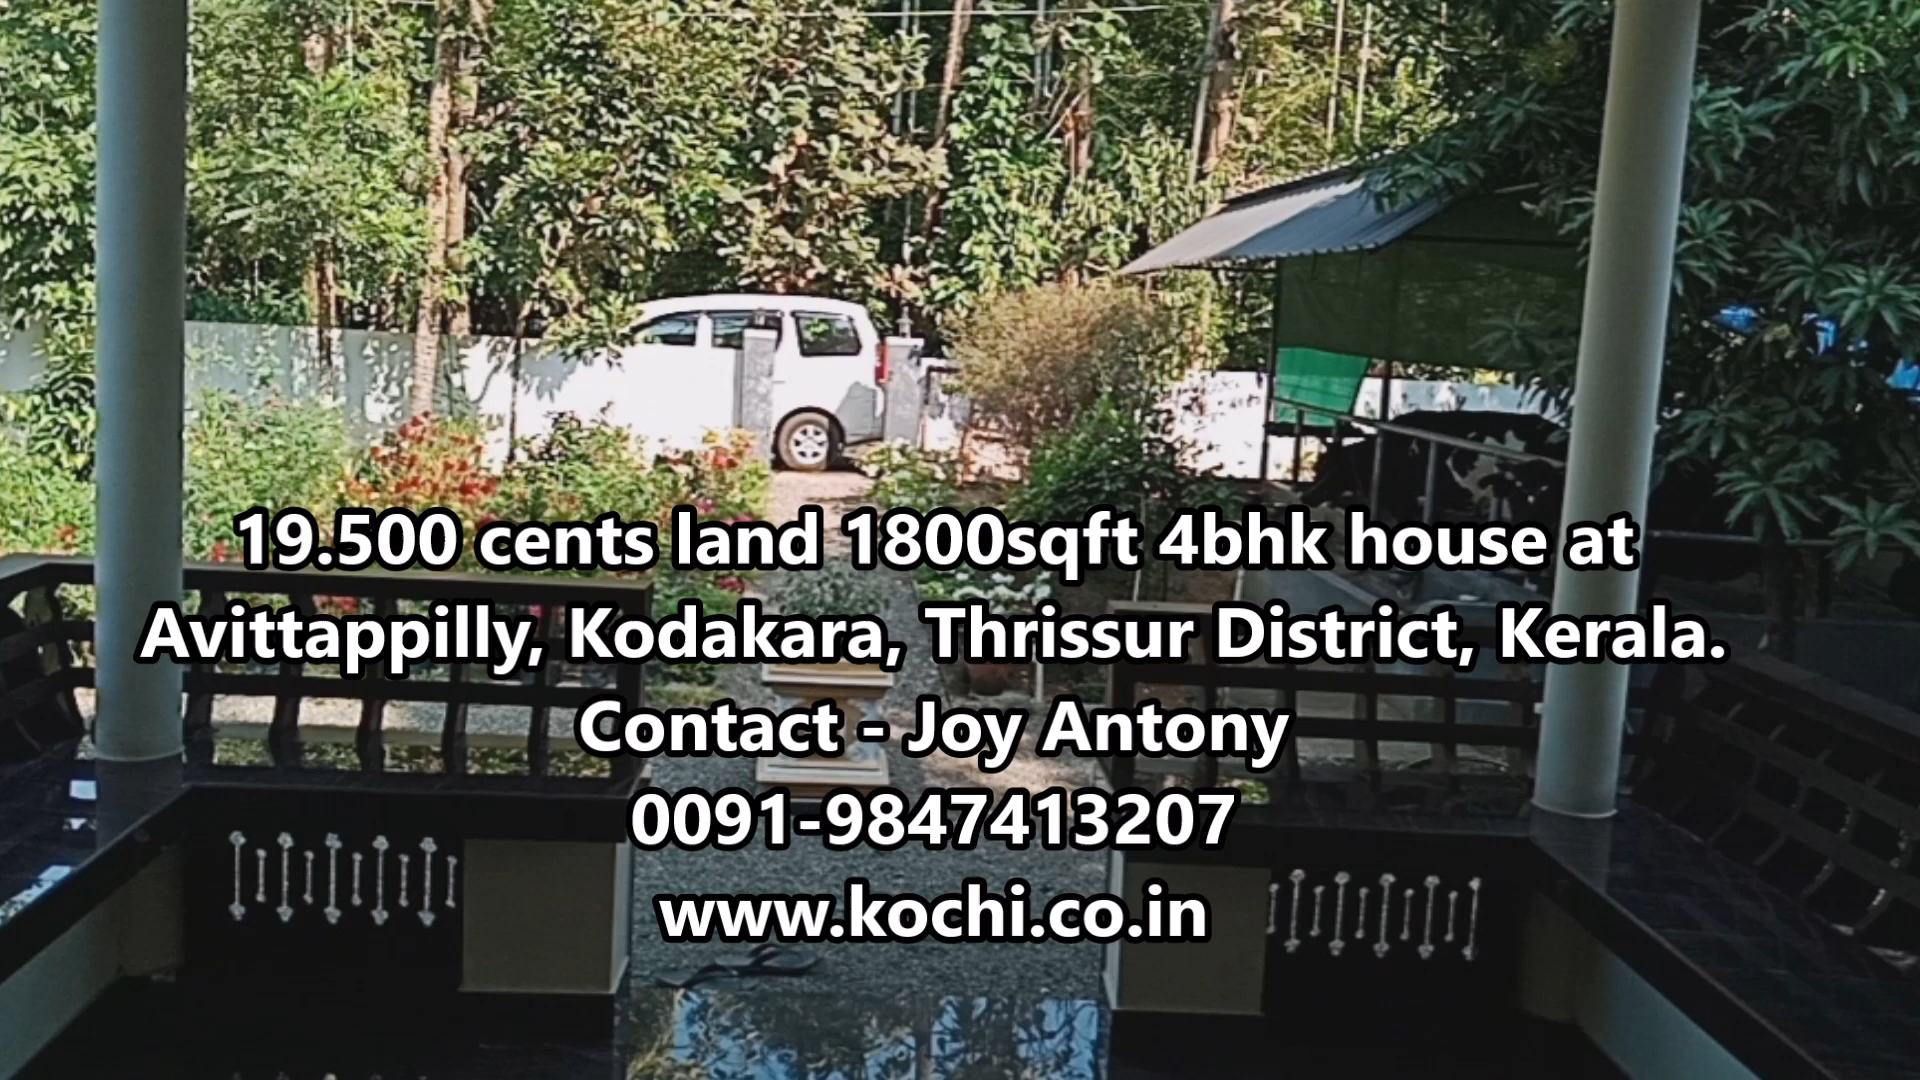 19.500 cents land 1800sqft 4bhk house at
Avittappilly, Kodakara, Thrissur District, Kerala.
Contact - Joy Antony
0091-9847413207
www.kochi.co.in